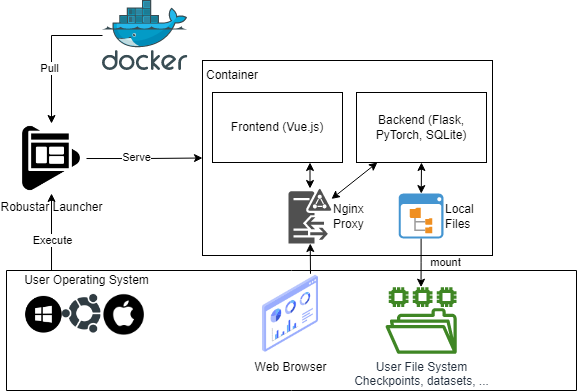 docker
Pull
Container
Frontend (Vue.js)
Backend (Flask,
PyTorch, SQLite)
Serve
Robustar Launcher
Nginx
Proxy
Local
Files
Execute
mount
User Operating System
Web Browser
User File System
Checkpoints, datasets, ...